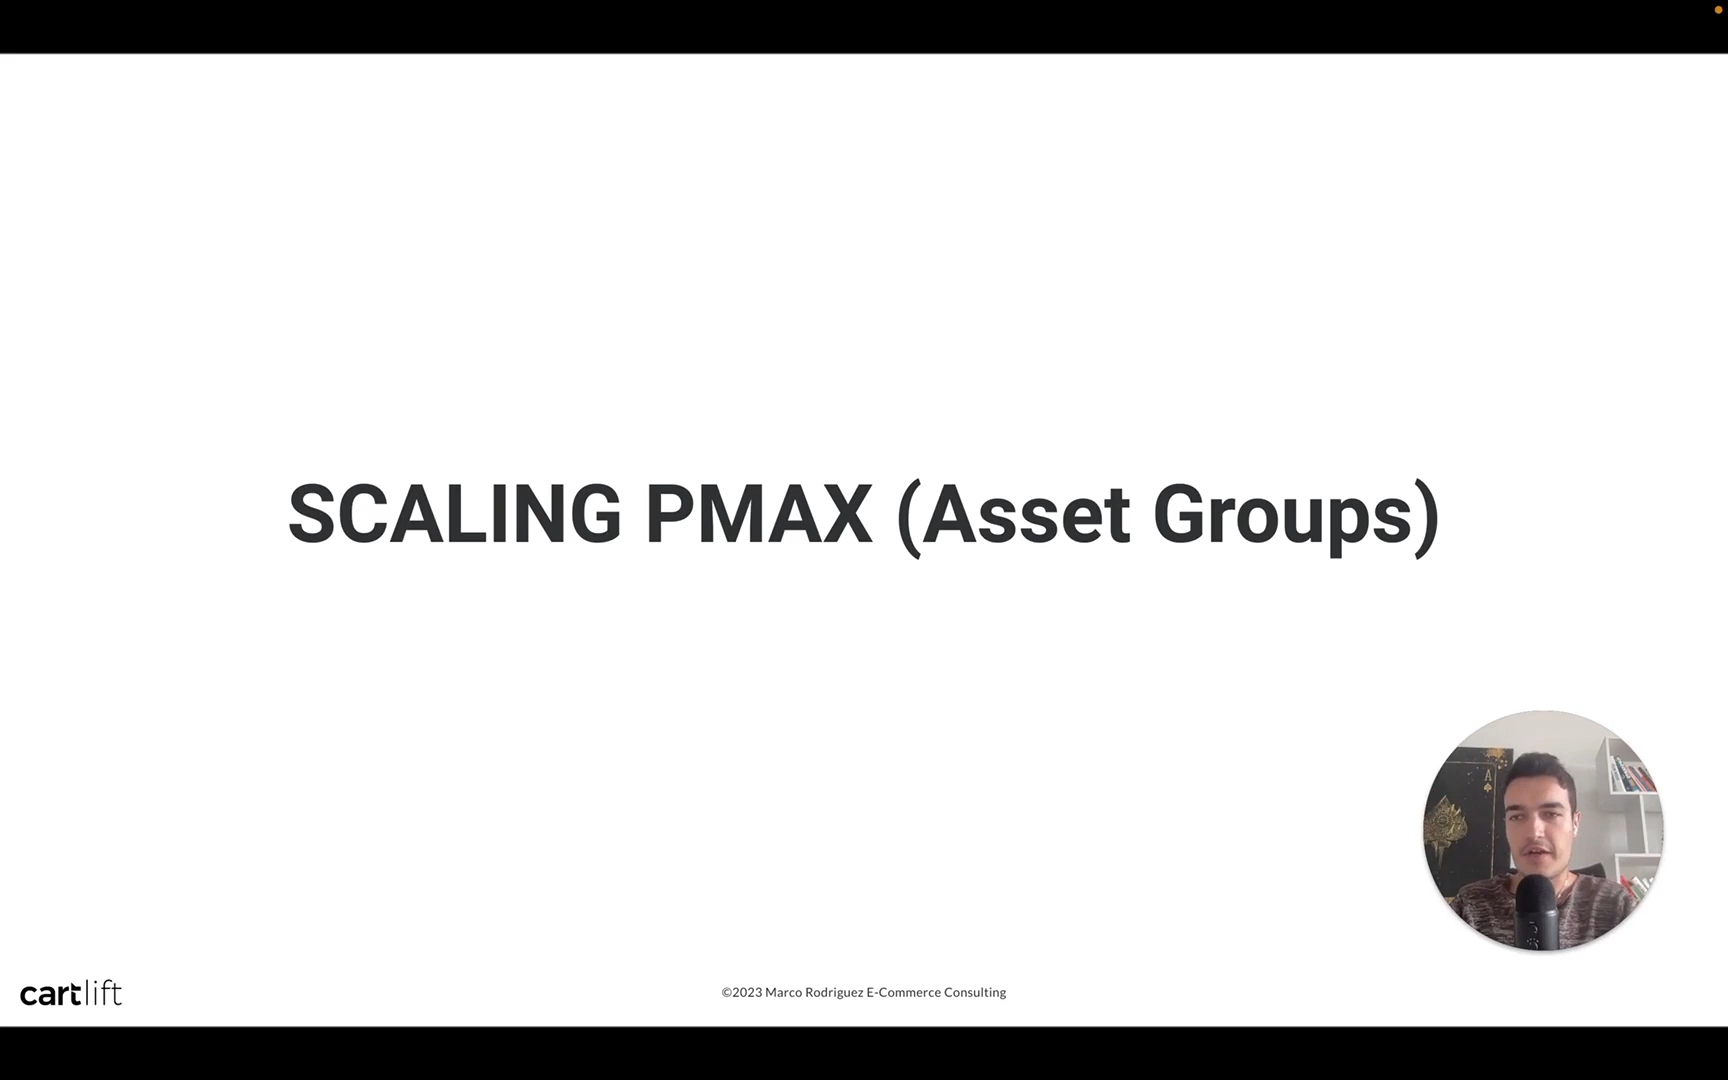 SCALING PMAX (Asset Groups)
A
cartlift
©2023 Marco Rodriguez E-Commerce Consulting